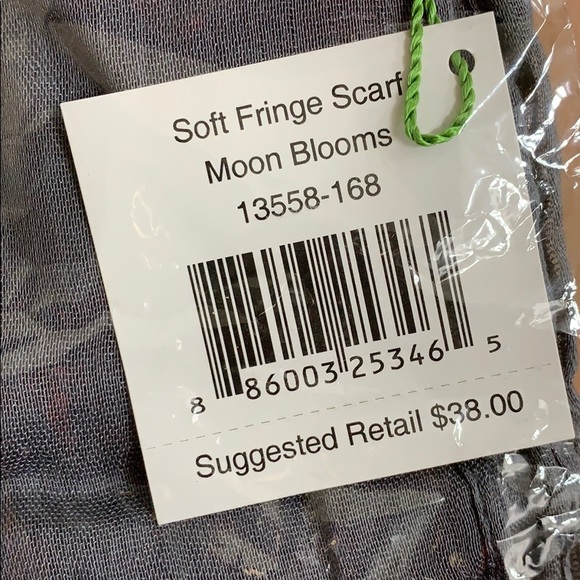 Soft Fringe Scarf
Moon Blooms
13558-168
8 86003 25346 5
Suggested Retail $38.00